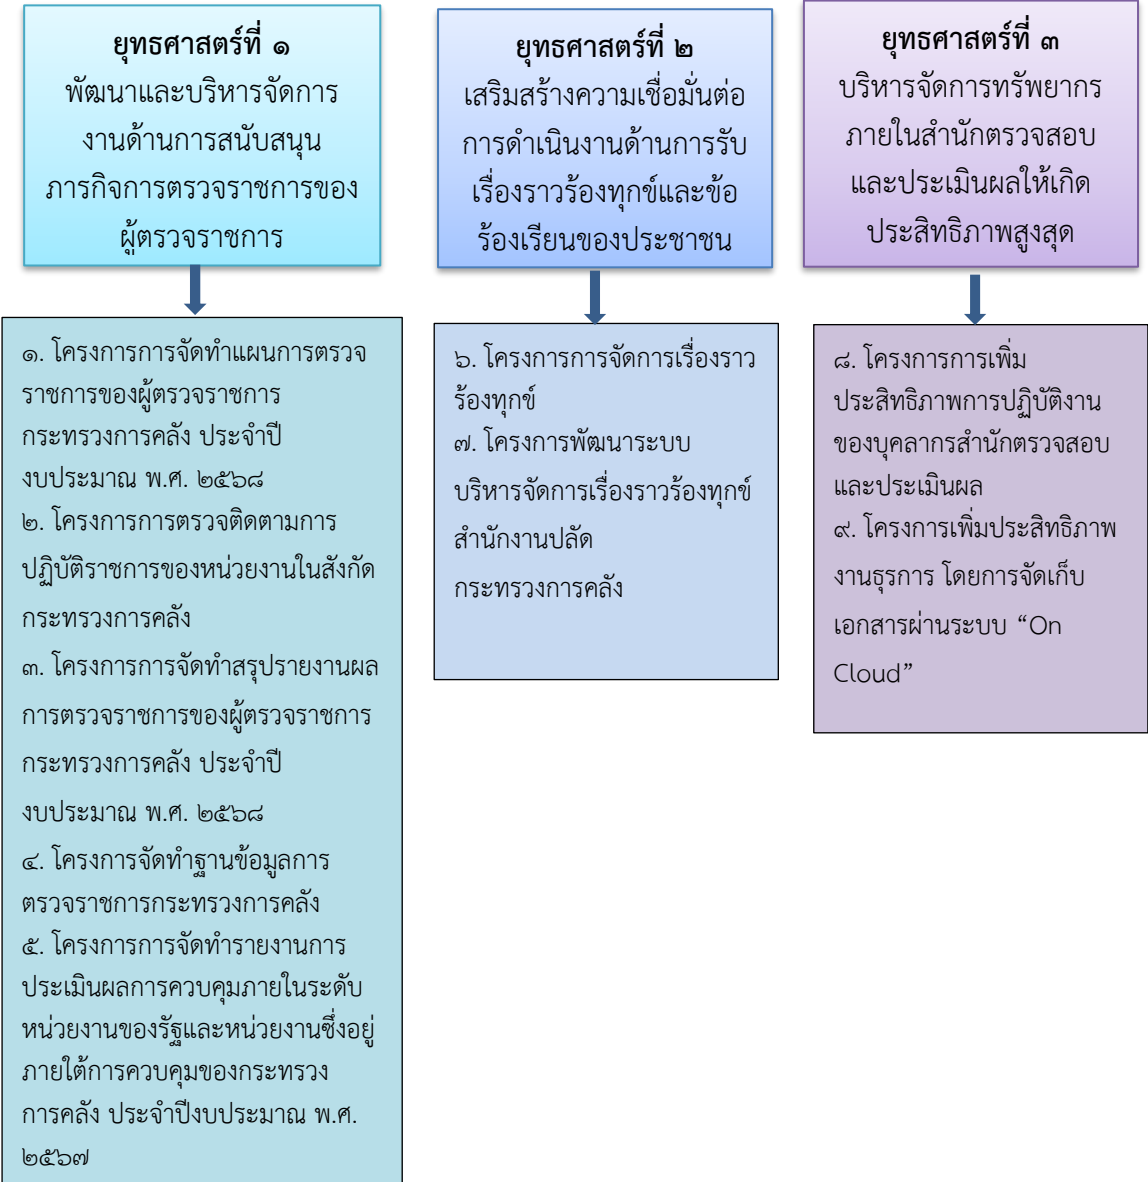 ยุทธศาสตร์ที่ ๑
พัฒนาและบริหารจัดการ
งานด้านการสนับสนุน
ภารกิจการตรวจราชการของ
ผู้ตรวจราชการ
ยุทธศาสตร์ที่ ๒
เสริมสร้างความเชื่อมั่นต่อ
การดำเนินงานด้านการรับ
เรื่องราวร้องทุกข์และข้อ
ร้องเรียนของประชาชน
ยุทธศาสตร์ที่ ๓
บริหารจัดการทรัพยากร
ภายในสำนักตรวจสอบ
และประเมินผลให้เกิด
ประสิทธิภาพสูงสุด
๑. โครงการการจัดทำแผนการตรวจ
ราชการของผู้ตรวจราชการ
กระทรวงการคลัง ประจำปี
งบประมาณ พ.ศ. ๒๕๖๘
๒. โครงการการตรวจติดตามการ
ปฏิบัติราชการของหน่วยงานในสังกัด
กระทรวงการคลัง
๓. โครงการการจัดทำสรุปรายงานผล
การตรวจราชการของผู้ตรวจราชการ
กระทรวงการคลัง ประจำปี
งบประมาณ พ.ศ. ๒๕๖๘
๔. โครงการจัดทำฐานข้อมูลการ
ตรวจราชการกระทรวงการคลัง
๕. โครงการการจัดทำรายงานการ
ประเมินผลการควบคุมภายในระดับ
หน่วยงานของรัฐและหน่วยงานซึ่งอยู่
ภายใต้การควบคุมของกระทรวง
การคลัง ประจำปีงบประมาณ พ.ศ.
๒๕๖๗
๖. โครงการการจัดการเรื่องราว
ร้องทุกข์
๗. โครงการพัฒนาระบบ
บริหารจัดการเรื่องราวร้องทุกข์
สำนักงานปลัด
กระทรวงการคลัง
๘. โครงการการเพิ่ม
ประสิทธิภาพการปฏิบัติงาน
ของบุคลากรสำนักตรวจสอบ
และประเมินผล
๙. โครงการเพิ่มประสิทธิภาพ
งานธุรการ โดยการจัดเก็บ
เอกสารผ่านระบบ “On
Cloud”